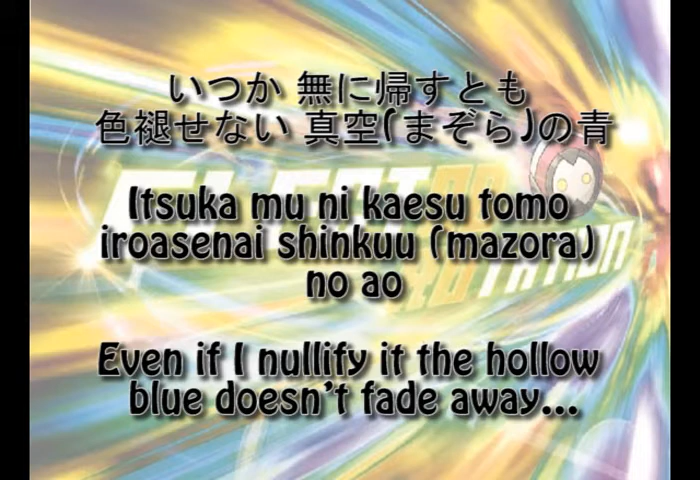 いつか 無に帰すとも
色褪せない 真空(まぞら)の青
Itsuka mu ni kaesu tomo
iroasenai shinkuu (mazora)
no ao
Even if I nullify it the hollow
blue doesn't fade away...